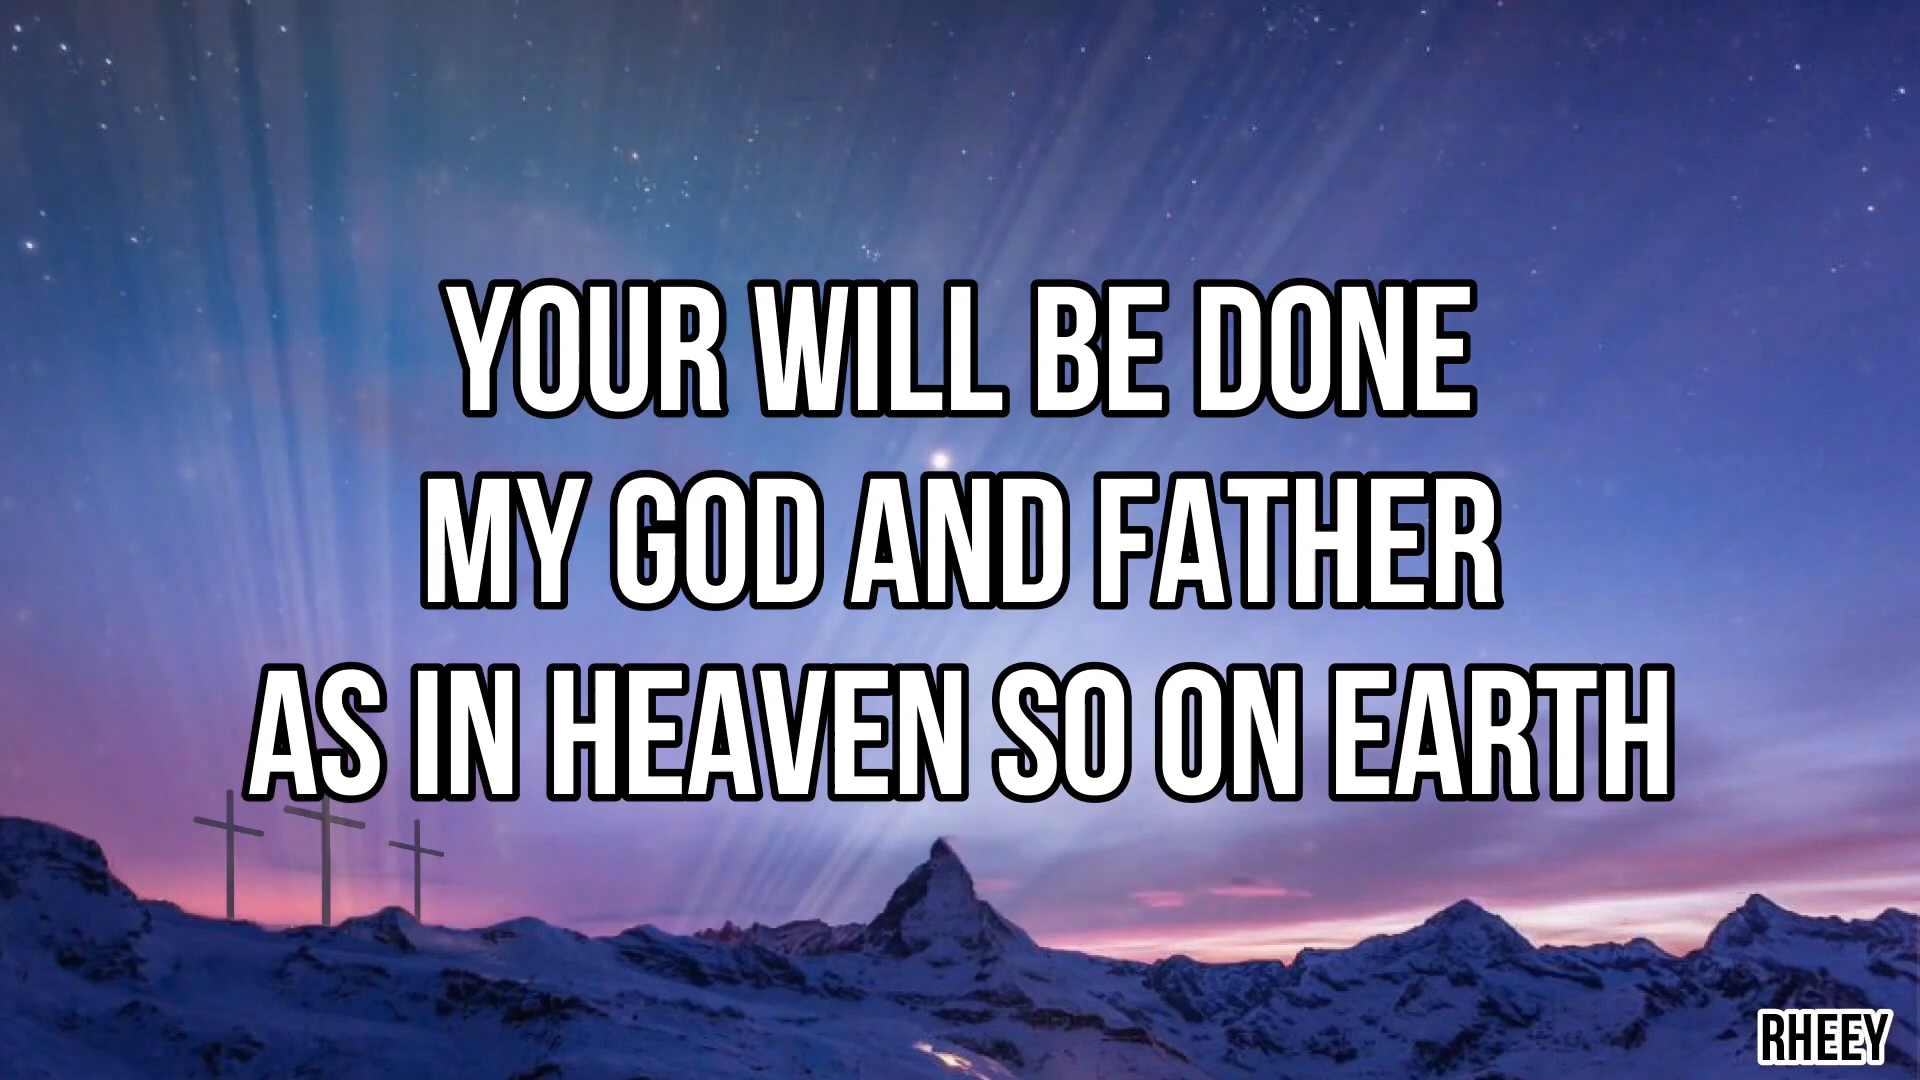 YOUR WILL BE DONE
MY GOD AND FATHER
AS IN HEAVEN SO ON EARTH
RHEEY